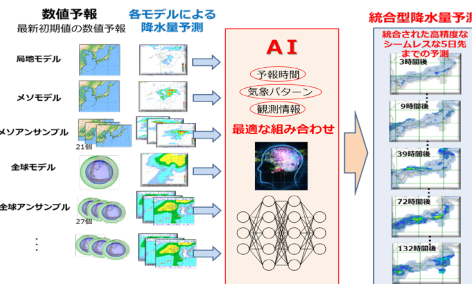 数値予報
最新初期値の数値予報
各モデルによる
降水量予測
局地モデル
メソモデル
メソアンサンブル
21個
全球モデル
全球アンサンブル
27個
AI
予報時間
気象パターン
観測情報
最適な組み合わせ
統合型降水量予測
統合された高精度な
シームレスな5日先
までの予測
3時間後
9時間後
39時間後
72時間後
132時間後